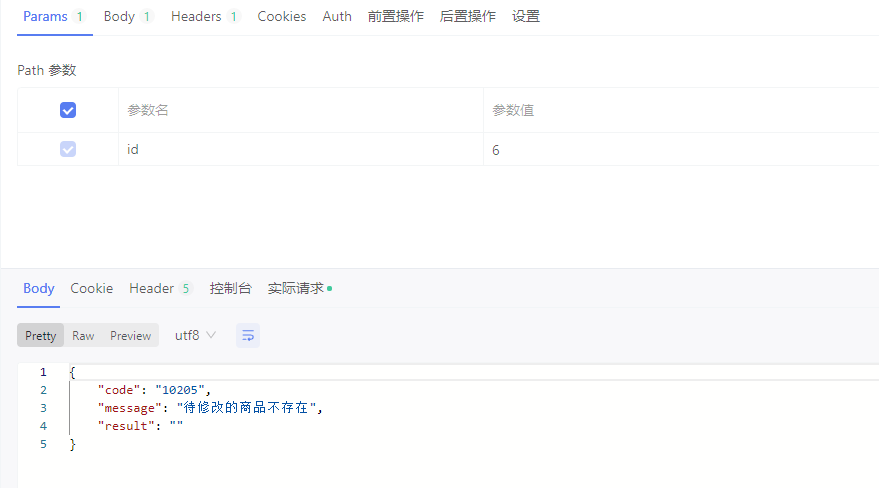 Params 1 Body 1 Headers 1 Cookies Auth 前置操作 后置操作 设置
Path 参数
参数名 参数值
id 6
Body Cookie Header 5 控制台 实际请求
Pretty Raw Preview utf8
1 {
2 "code": "10205",
3 "message": "待修改的商品不存在",
4 "result": ""
5 }